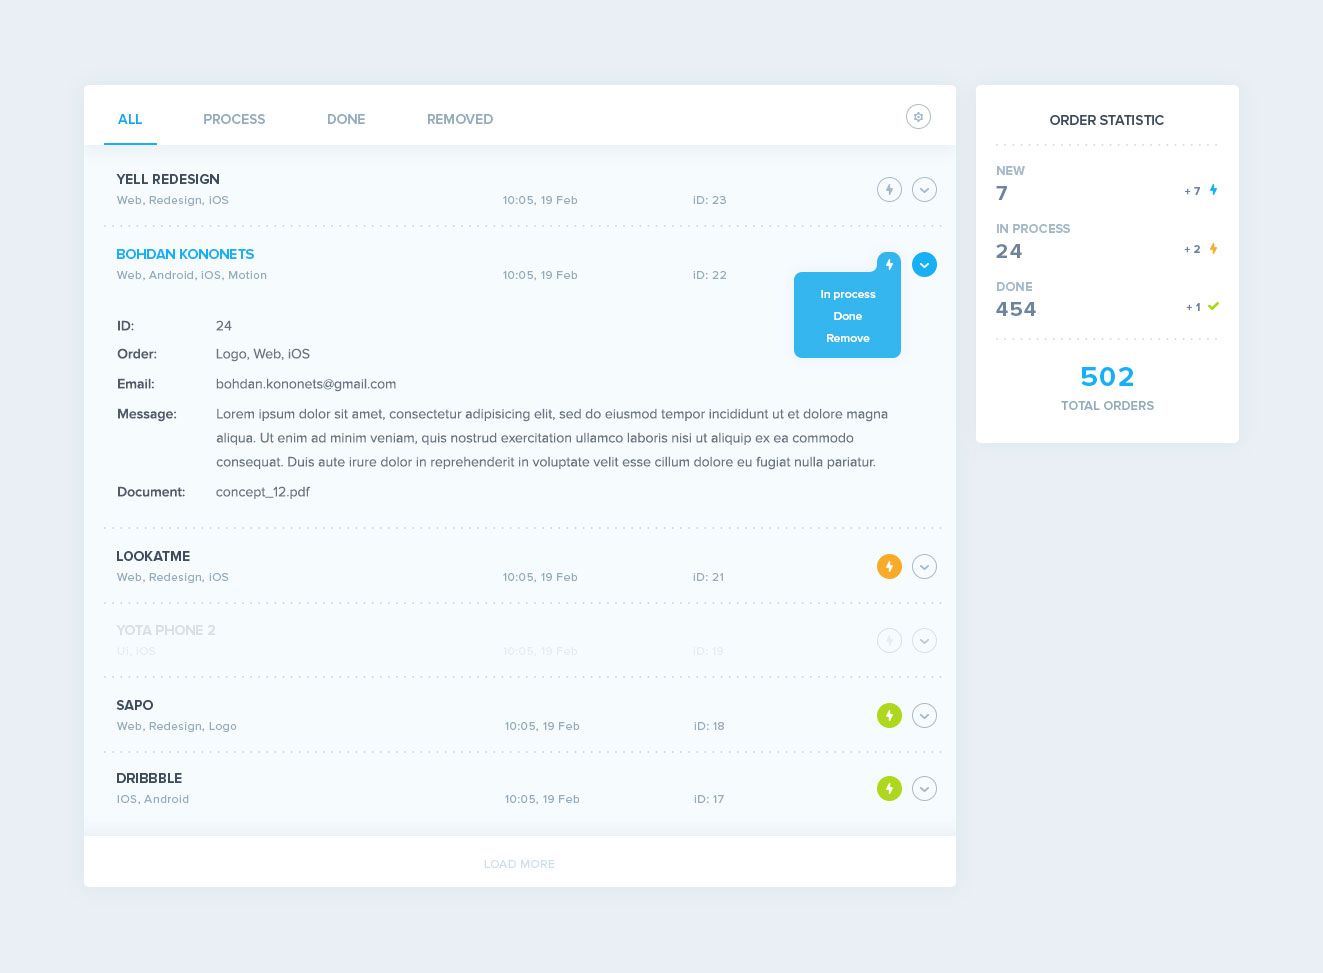 ALL PROCESS DONE REMOVED
YELL REDESIGN
Web, Redesign, iOS 10:05, 19 Feb iD: 23
BOHDAN KONONETS
Web, Android, iOS, Motion 10:05, 19 Feb iD: 22
In process
Done
Remove
ID: 24
Order: Logo, Web, iOS
Email: bohdan.kononets@gmail.com
Message: Lorem ipsum dolor sit amet, consectetur adipisicing elit, sed do eiusmod tempor incididunt ut et dolore magna
aliqua. Ut enim ad minim veniam, quis nostrud exercitation ullamco laboris nisi ut aliquip ex ea commodo
consequat. Duis aute irure dolor in reprehenderit in voluptate velit esse cillum dolore eu fugiat nulla pariatur.
Document: concept_12.pdf
LOOKATME
Web, Redesign, iOS 10:05, 19 Feb iD: 21
YOTA PHONE 2
UI, iOS 10:05, 19 Feb iD: 19
SAPO
Web, Redesign, Logo 10:05, 19 Feb iD: 18
DRIBBBLE
IOS, Android 10:05, 19 Feb iD: 17
LOAD MORE
ORDER STATISTIC
NEW
7 + 7
IN PROCESS
24 + 2
DONE
454 + 1
502
TOTAL ORDERS